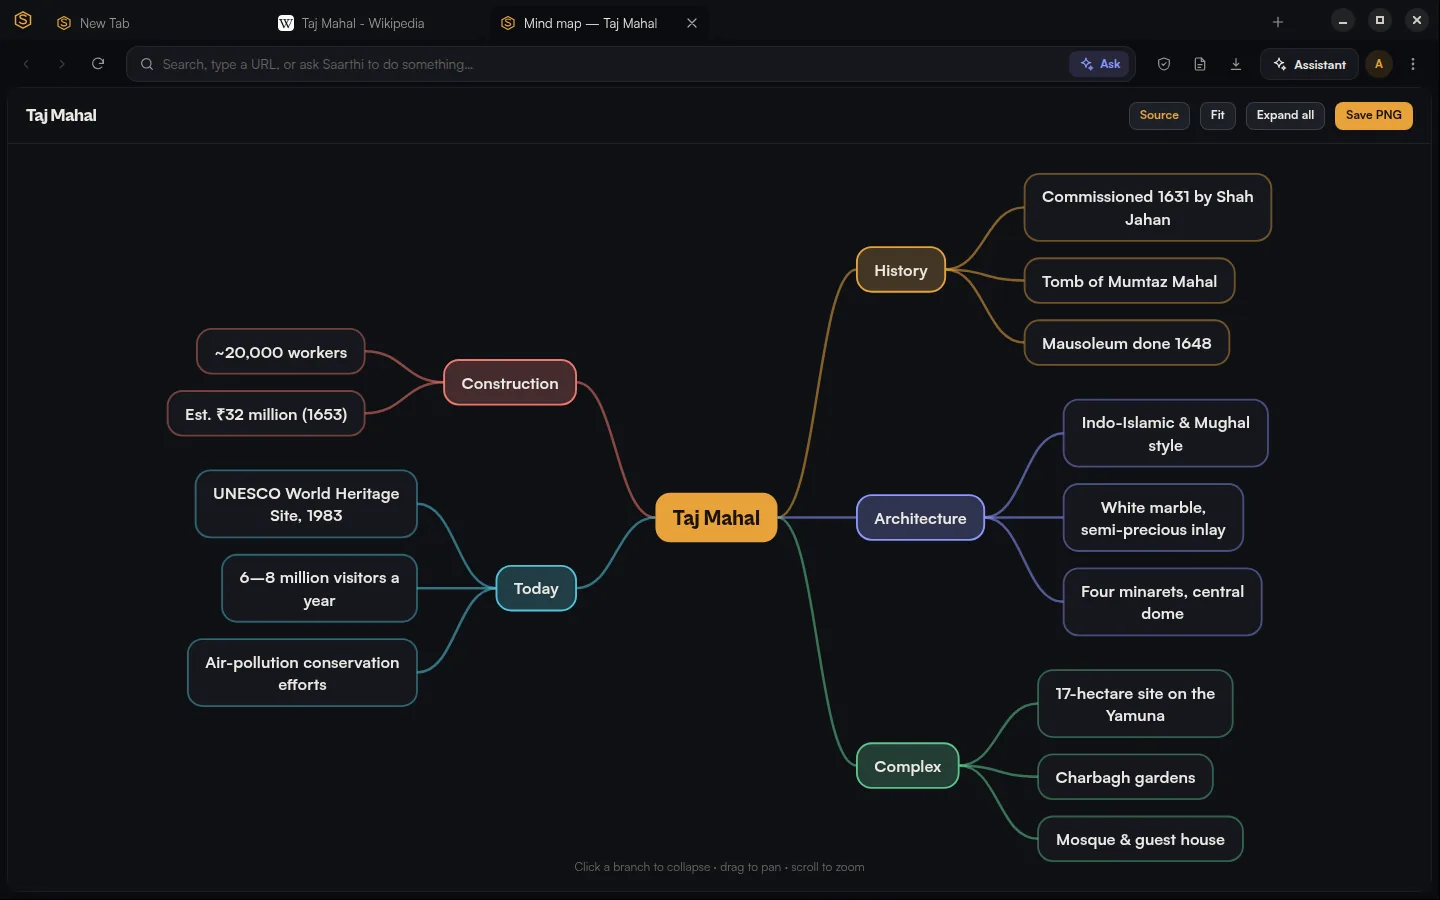 New Tab
W Taj Mahal - Wikipedia
Mind map — Taj Mahal
Search, type a URL, or ask Saarthi to do something...
Ask
Assistant
A
Taj Mahal
Source
Fit
Expand all
Save PNG
Commissioned 1631 by Shah
Jahan
History
Tomb of Mumtaz Mahal
Mausoleum done 1648
~20,000 workers
Construction
Est. ₹32 million (1653)
Indo-Islamic & Mughal
style
UNESCO World Heritage
Site, 1983
Taj Mahal
Architecture
White marble,
semi-precious inlay
6–8 million visitors a
year
Today
Four minarets, central
dome
Air-pollution conservation
efforts
17-hectare site on the
Yamuna
Complex
Charbagh gardens
Mosque & guest house
Click a branch to collapse · drag to pan · scroll to zoom